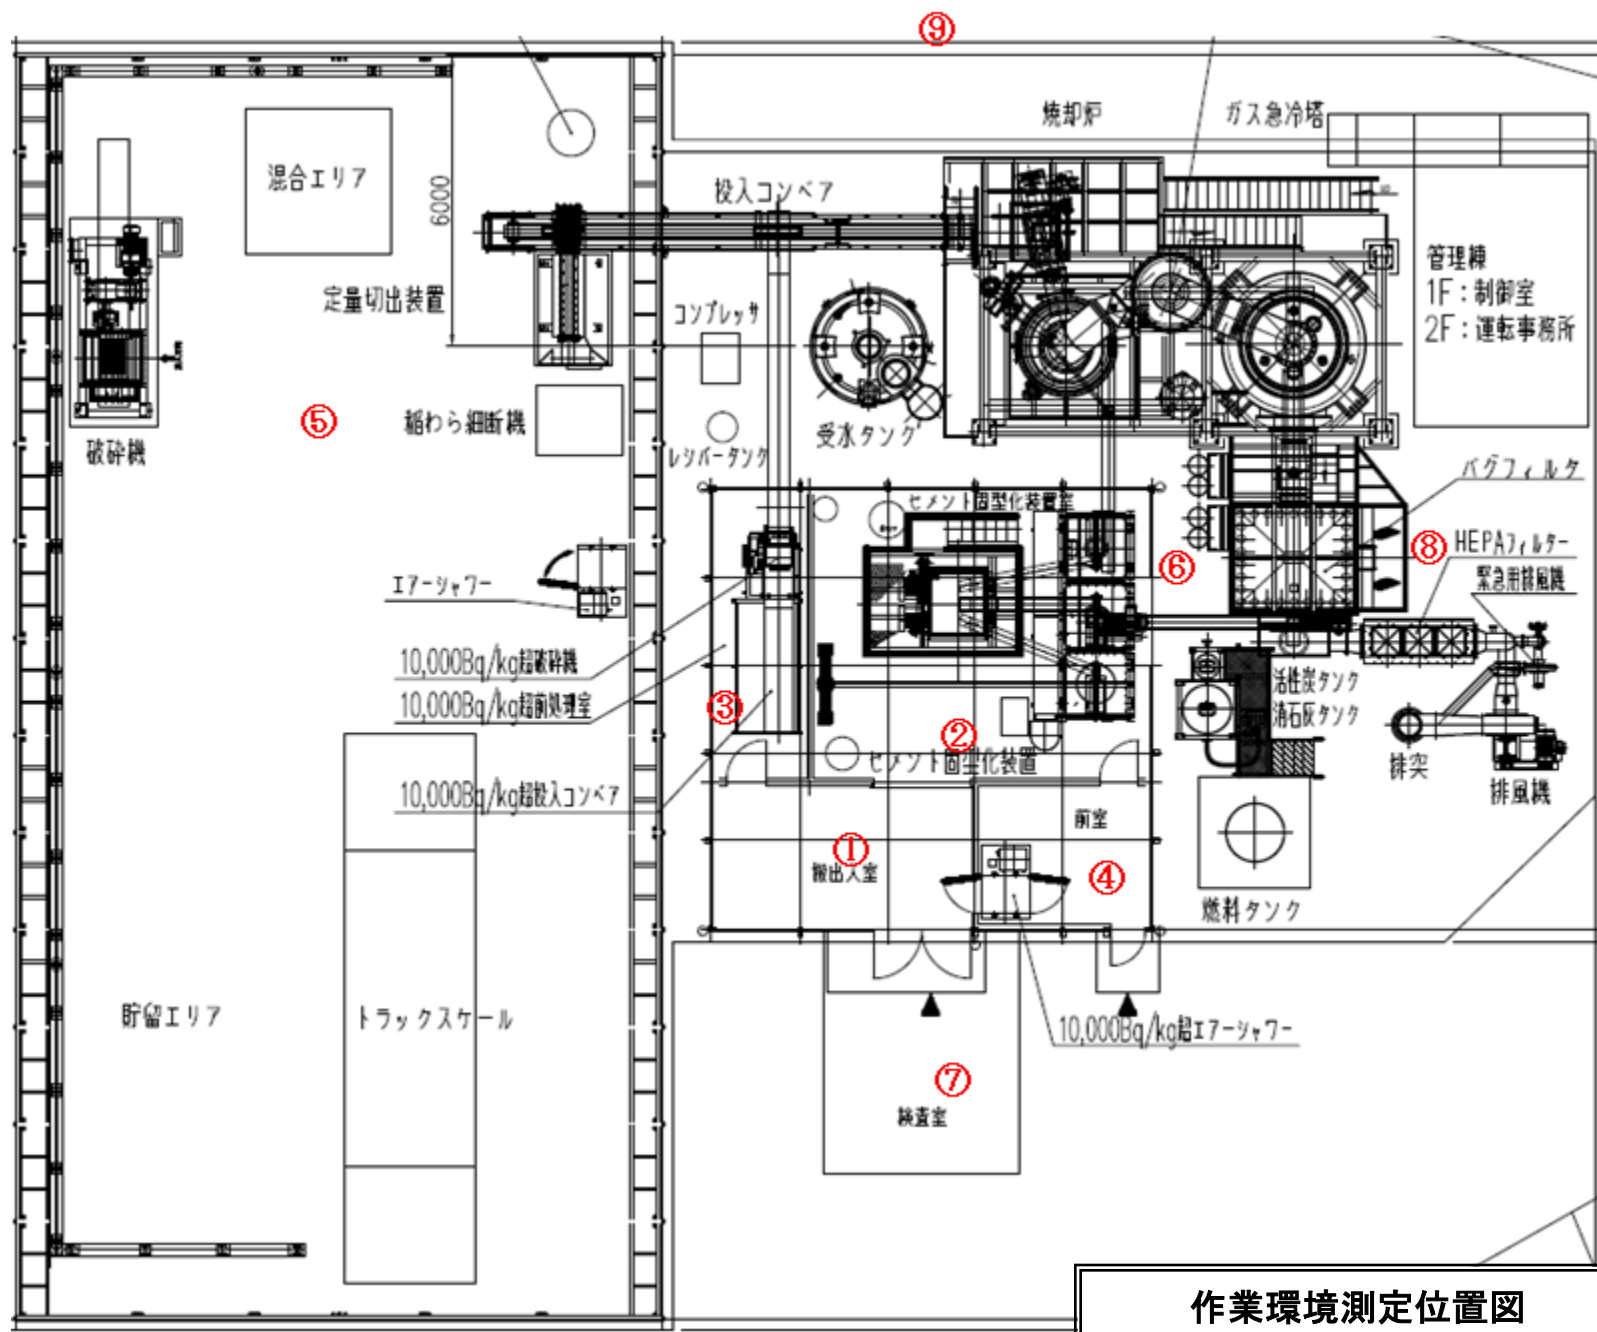 ⑨
焼却炉
ガス急冷塔
混合エリア
6000
投入コンベア
管理棟
1F：制御室
2F：運転事務所
定量切出装置
コンプレッサ
⑤
稲わら細断機
受水タンク
破砕機
レシバータンク
バグフィルタ
セメント固型化装置室
⑧
HEPAフィルター
緊急用排風機
⑥
エアーシャワー
10,000Bq/kg超破砕機
10,000Bq/kg超前処理室
③
活性炭タンク
消石灰タンク
②
セメント固型化装置
排突
排風機
10,000Bq/kg超投入コンベア
前室
①
搬出入室
④
燃料タンク
貯留エリア
トラックスケール
10,000Bq/kg超エアーシャワー
⑦
検査室
作業環境測定位置図